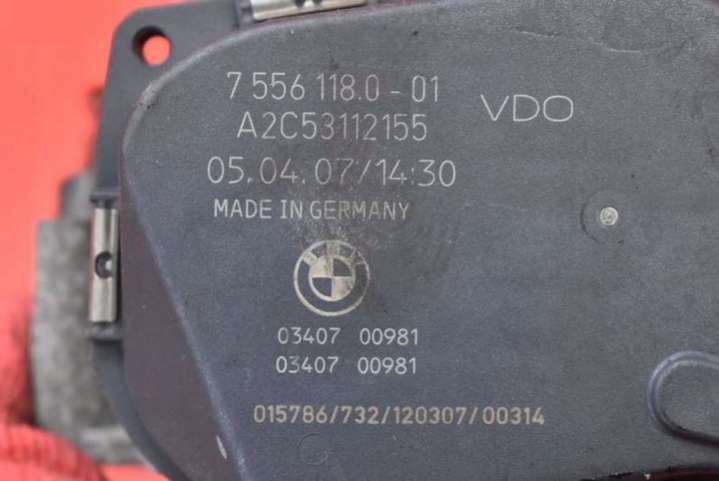 7 556 118.0 - 01
VDO
A2C53112155
05.04.07/14:30
MADE IN GERMANY
BMW
03407 00981
03407 00981
015786/732/120307/00314